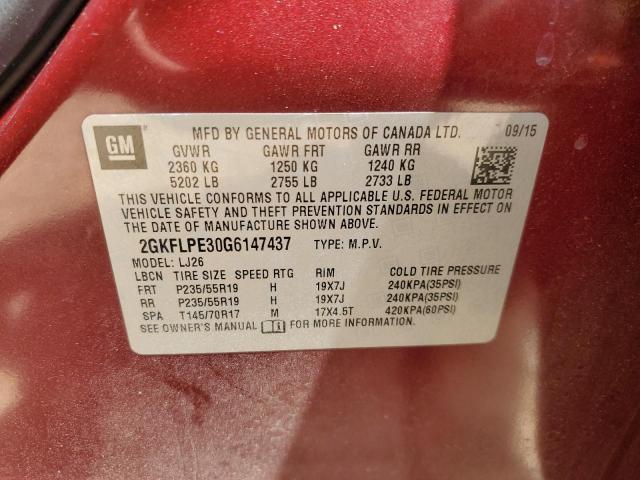 GM
MFD BY GENERAL MOTORS OF CANADA LTD. 09/15
GVWR GAWR FRT GAWR RR
2360 KG 1250 KG 1240 KG
5202 LB 2755 LB 2733 LB
THIS VEHICLE CONFORMS TO ALL APPLICABLE U.S. FEDERAL MOTOR
VEHICLE SAFETY AND THEFT PREVENTION STANDARDS IN EFFECT ON
THE DATE OF MANUFACTURE SHOWN ABOVE.
2GKFLPE30G6147437 TYPE: M.P.V.
MODEL: LJ26
LBCN TIRE SIZE SPEED RTG RIM COLD TIRE PRESSURE
FRT P235/55R19 H 19X7J 240KPA(35PSI)
RR P235/55R19 H 19X7J 240KPA(35PSI)
SPA T145/70R17 M 17X4.5T 420KPA(60PSI)
SEE OWNER'S MANUAL FOR MORE INFORMATION.